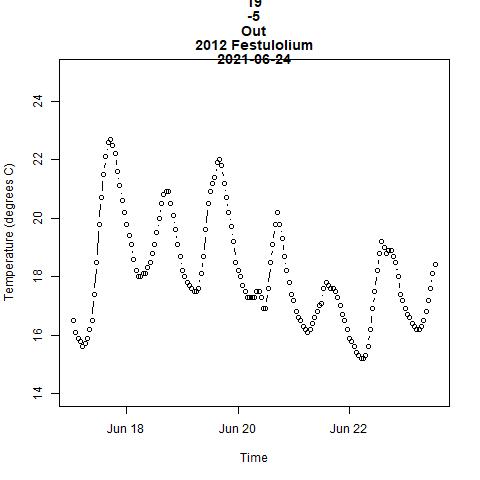 19
-5
Out
2012 Festulolium
2021-06-24
24
22
20
18
16
14
Temperature (degrees C)
Jun 18
Jun 20
Jun 22
Time